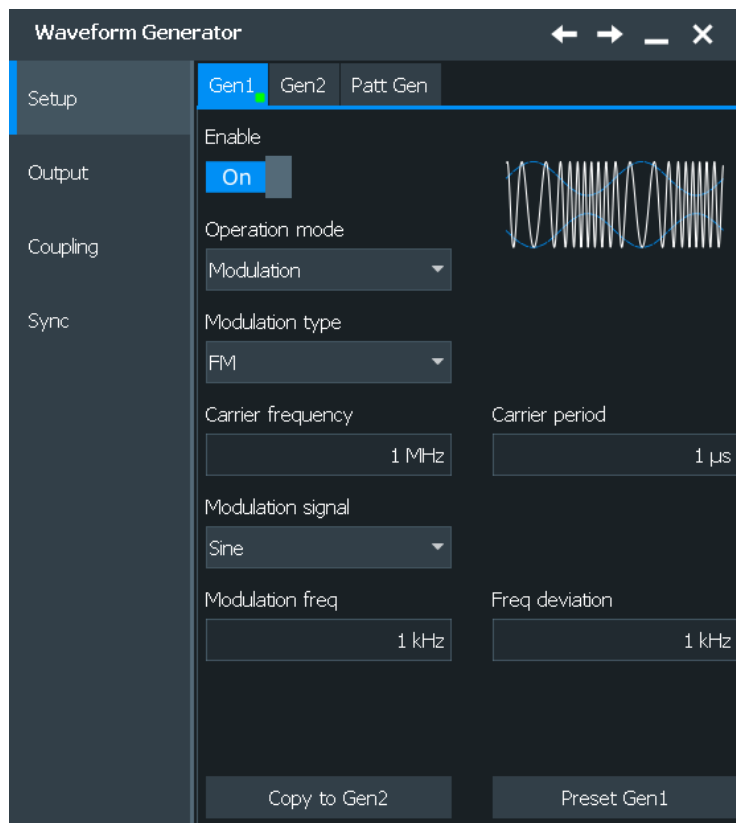 Waveform Generator
Setup
Output
Coupling
Sync
Gen1 Gen2 Patt Gen
Enable
On
Operation mode
Modulation
Modulation type
FM
Carrier frequency Carrier period
1 MHz 1 µs
Modulation signal
Sine
Modulation freq Freq deviation
1 kHz 1 kHz
Copy to Gen2 Preset Gen1